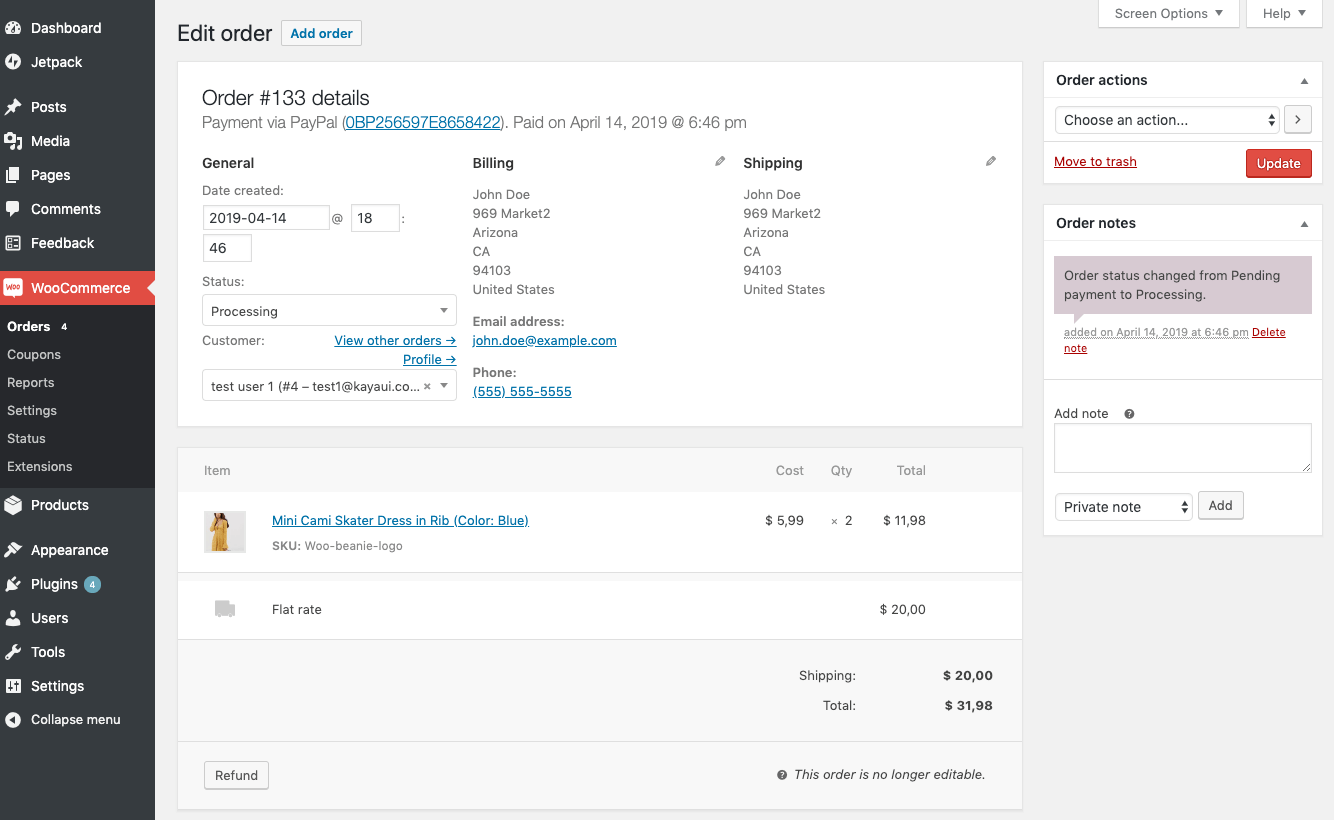 Dashboard
Jetpack
Posts
Media
Pages
Comments
Feedback
Woo WooCommerce
Orders 4
Coupons
Reports
Settings
Status
Extensions
Products
Appearance
Plugins 4
Users
Tools
Settings
Collapse menu
Screen Options ▼ Help ▼
Edit order Add order
Order #133 details
Payment via PayPal (0BP256597E8658422). Paid on April 14, 2019 @ 6:46 pm
General
Date created:
2019-04-14 @ 18 :
46
Status:
Processing
Customer: View other orders →
Profile →
test user 1 (#4 – test1@kayaui.co... ×
Billing
John Doe
969 Market2
Arizona
CA
94103
United States
Email address:
john.doe@example.com
Phone:
(555) 555-5555
Shipping
John Doe
969 Market2
Arizona
CA
94103
United States
Item Cost Qty Total
Mini Cami Skater Dress in Rib (Color: Blue) $ 5,99 × 2 $ 11,98
SKU: Woo-beanie-logo
Flat rate $ 20,00
Shipping: $ 20,00
Total: $ 31,98
Refund ? This order is no longer editable.
Order actions
Choose an action...
Move to trash Update
Order notes
Order status changed from Pending
payment to Processing.
added on April 14, 2019 at 6:46 pm Delete
note
Add note ?
Private note Add